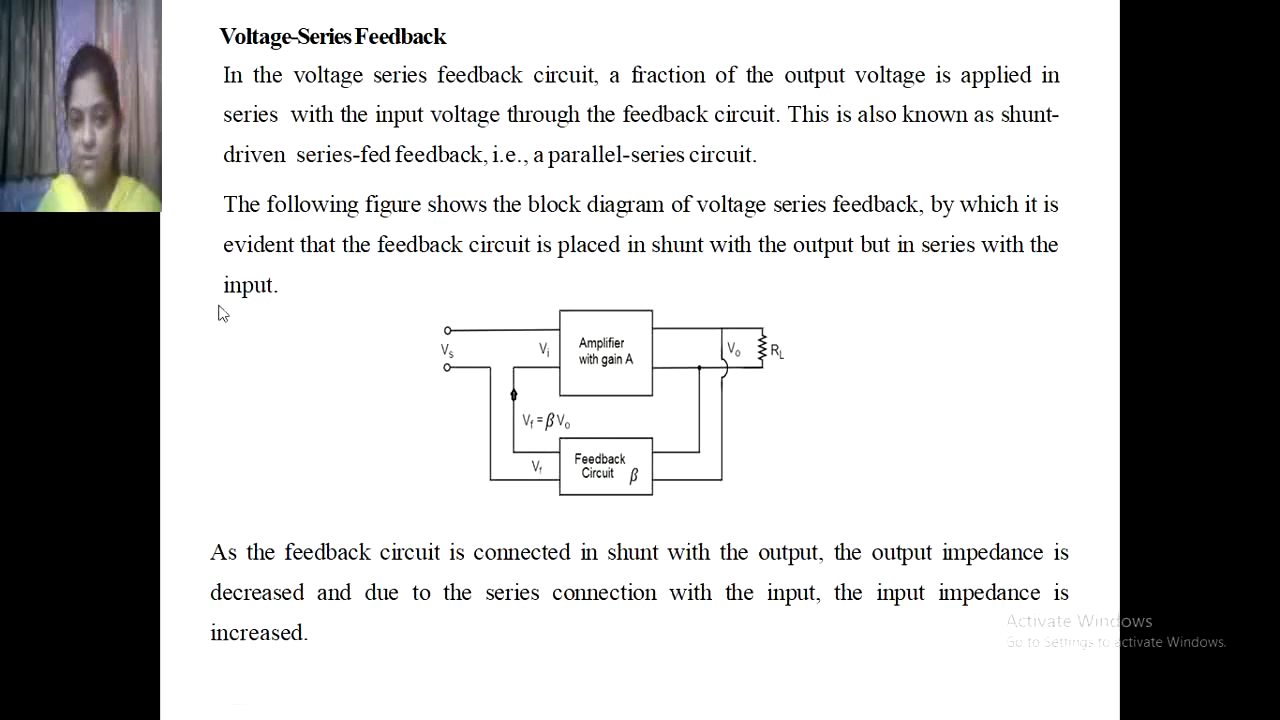 Voltage-Series Feedback
In the voltage series feedback circuit, a fraction of the output voltage is applied in
series with the input voltage through the feedback circuit. This is also known as shunt-
driven series-fed feedback, i.e., a parallel-series circuit.
The following figure shows the block diagram of voltage series feedback, by which it is
evident that the feedback circuit is placed in shunt with the output but in series with the
input.
Vs
Vi
Amplifier
with gain A
Vo
RL
Vf = βVo
Vf
Feedback
Circuit β
As the feedback circuit is connected in shunt with the output, the output impedance is
decreased and due to the series connection with the input, the input impedance is
increased.
Activate Windows
Go to Settings to activate Windows.